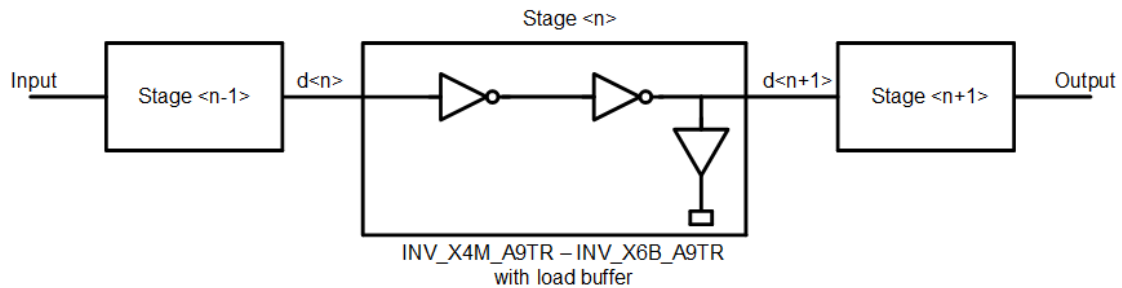 Stage <n>
Input
Stage <n-1>
d<n>
d<n+1>
Stage <n+1>
Output
INV_X4M_A9TR – INV_X6B_A9TR
with load buffer